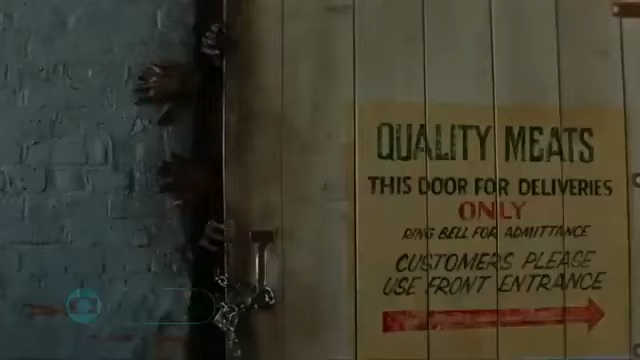 QUALITY MEATS
THIS DOOR FOR DELIVERIES
ONLY
RING BELL FOR ADMITTANCE
CUSTOMERS PLEASE
USE FRONT ENTRANCE